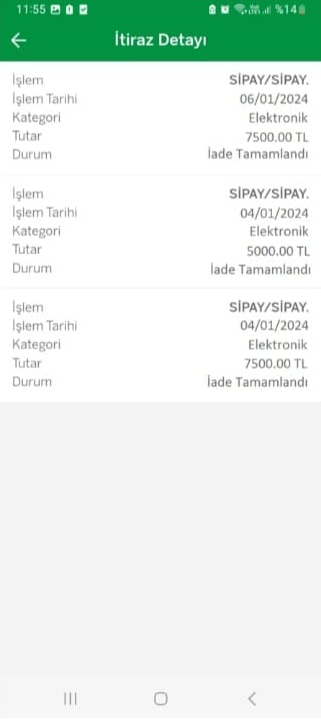 11:55 %14
İtiraz Detayı
İşlem SİPAY/SİPAY.
İşlem Tarihi 06/01/2024
Kategori Elektronik
Tutar 7500.00 TL
Durum İade Tamamlandı
İşlem SİPAY/SİPAY.
İşlem Tarihi 04/01/2024
Kategori Elektronik
Tutar 5000.00 TL
Durum İade Tamamlandı
İşlem SİPAY/SİPAY.
İşlem Tarihi 04/01/2024
Kategori Elektronik
Tutar 7500.00 TL
Durum İade Tamamlandı